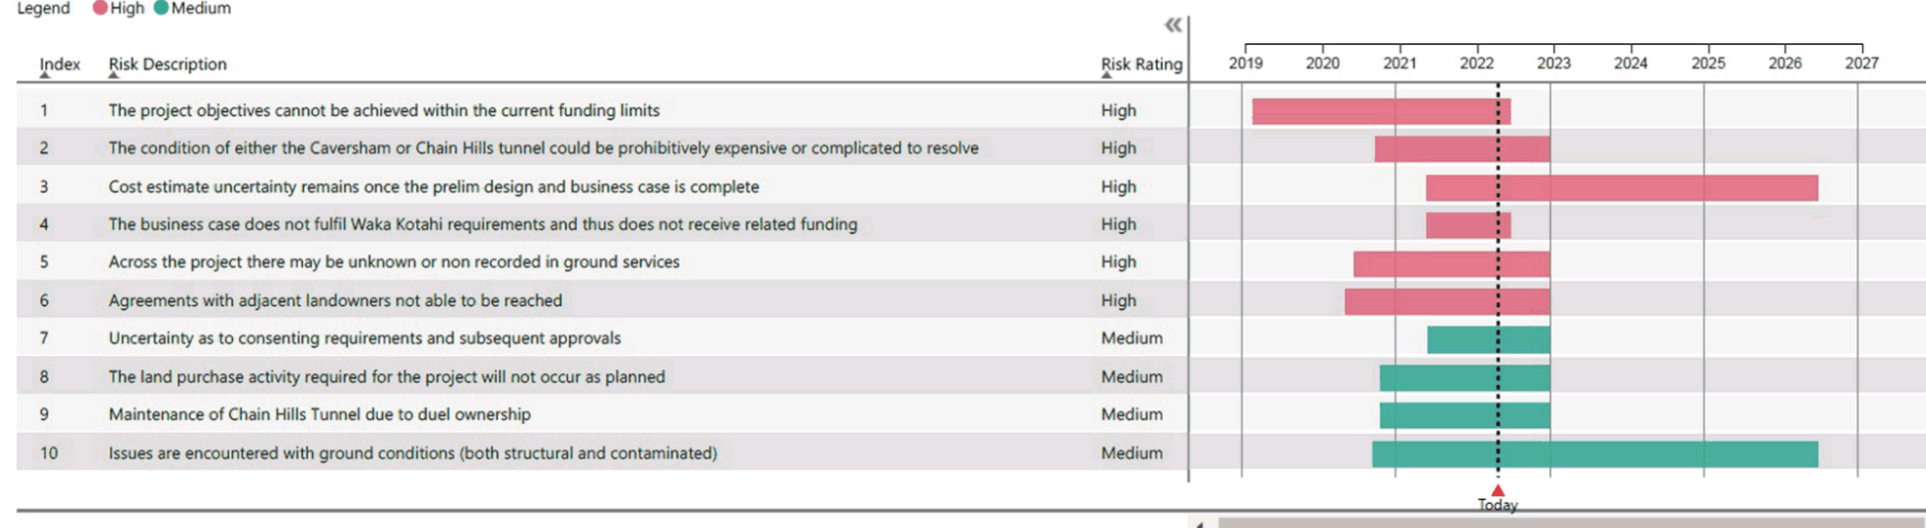 Legend High Medium
Index Risk Description Risk Rating 2019 2020 2021 2022 2023 2024 2025 2026 2027
1 The project objectives cannot be achieved within the current funding limits High
2 The condition of either the Caversham or Chain Hills tunnel could be prohibitively expensive or complicated to resolve High
3 Cost estimate uncertainty remains once the prelim design and business case is complete High
4 The business case does not fulfil Waka Kotahi requirements and thus does not receive related funding High
5 Across the project there may be unknown or non recorded in ground services High
6 Agreements with adjacent landowners not able to be reached High
7 Uncertainty as to consenting requirements and subsequent approvals Medium
8 The land purchase activity required for the project will not occur as planned Medium
9 Maintenance of Chain Hills Tunnel due to duel ownership Medium
10 Issues are encountered with ground conditions (both structural and contaminated) Medium
Today